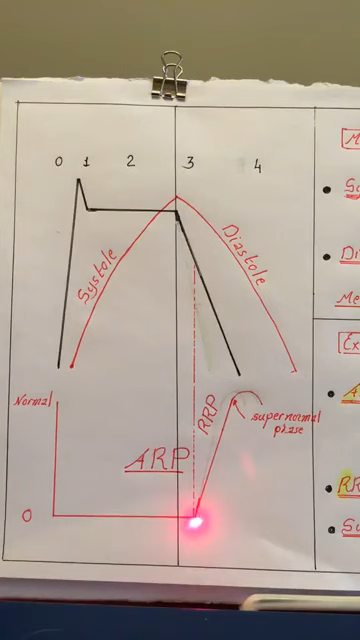 0 1 2 3 4
Systole
Diastole
Normal
RRP
supernormal
phase
ARP
0